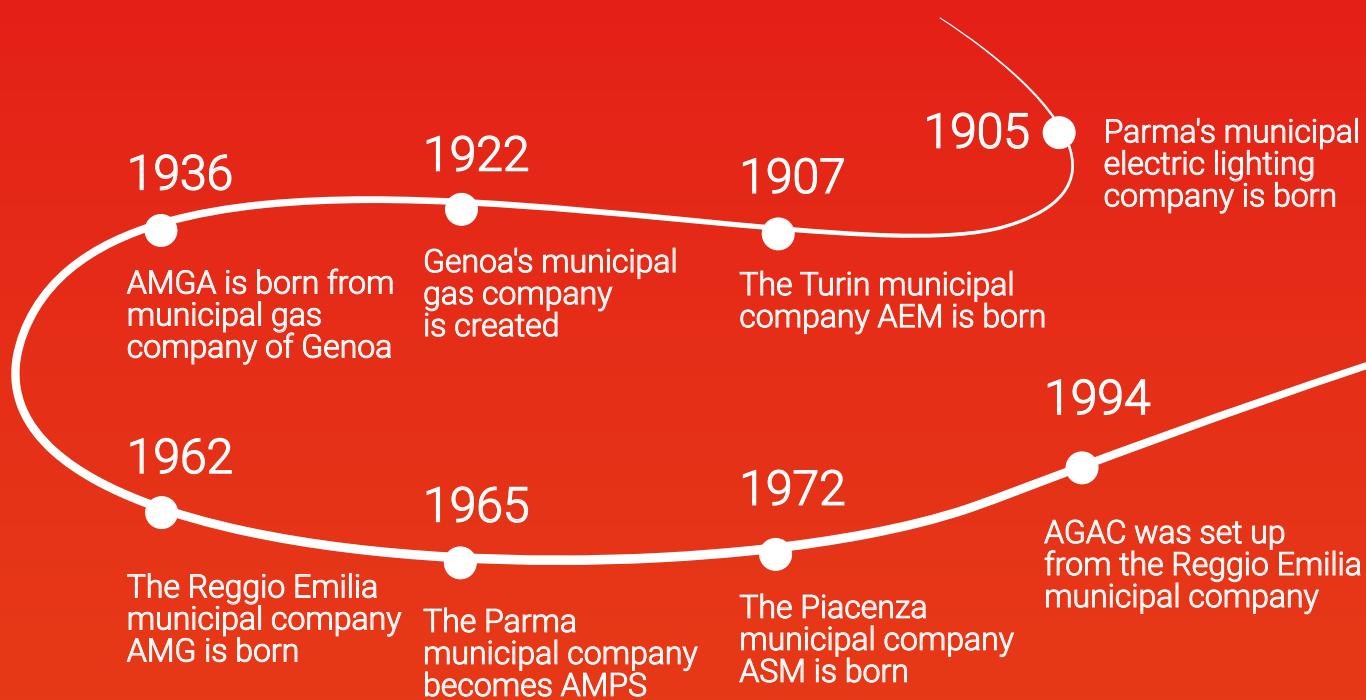 1905
Parma's municipal
electric lighting
company is born
1907
The Turin municipal
company AEM is born
1922
Genoa's municipal
gas company
is created
1936
AMGA is born from
municipal gas
company of Genoa
1962
The Reggio Emilia
municipal company
AMG is born
1965
The Parma
municipal company
becomes AMPS
1972
The Piacenza
municipal company
ASM is born
1994
AGAC was set up
from the Reggio Emilia
municipal company